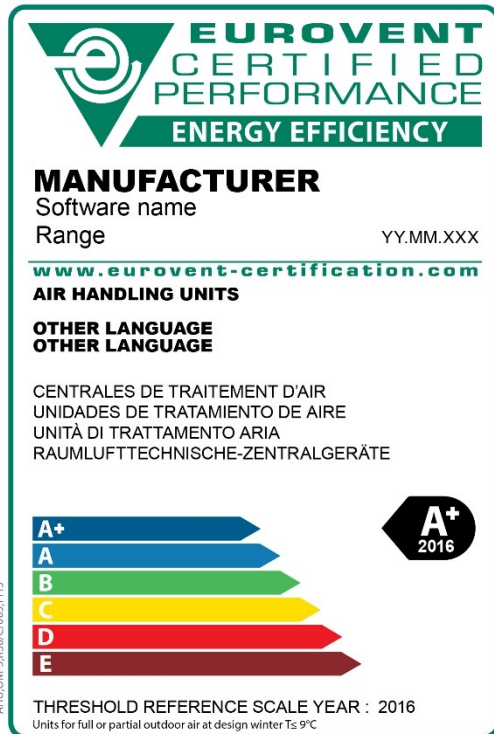 EUROVENT
CERTIFIED
PERFORMANCE
ENERGY EFFICIENCY
MANUFACTURER
Software name
Range YY.MM.XXX
www.eurovent-certification.com
AIR HANDLING UNITS
OTHER LANGUAGE
OTHER LANGUAGE
CENTRALES DE TRAITEMENT D'AIR
UNIDADES DE TRATAMIENTO DE AIRE
UNITÀ DI TRATTAMENTO ARIA
RAUMLUFTTECHNISCHE-ZENTRALGERÄTE
A+
A
B
C
D
E
A+
2016
THRESHOLD REFERENCE SCALE YEAR : 2016
Units for full or partial outdoor air at design winter T≤ 9°C